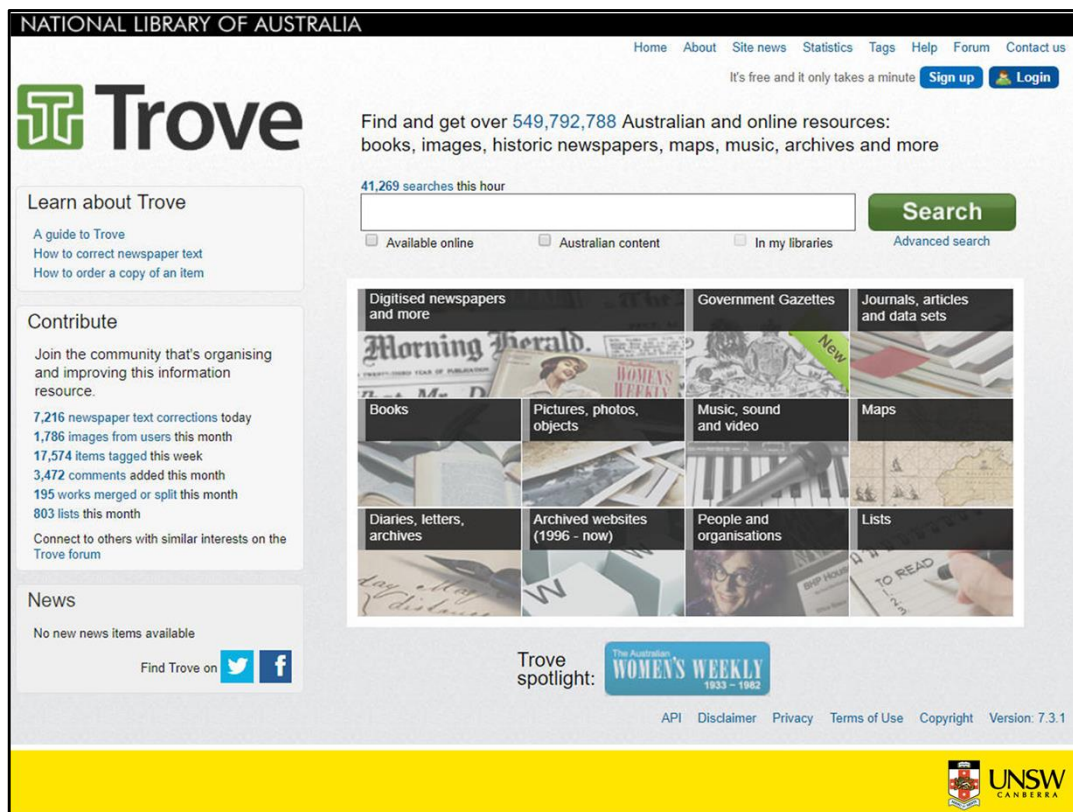 NATIONAL LIBRARY OF AUSTRALIA
Home About Site news Statistics Tags Help Forum Contact us
It's free and it only takes a minute Sign up Login
Trove
Find and get over 549,792,788 Australian and online resources:
books, images, historic newspapers, maps, music, archives and more
41,269 searches this hour
Search
Available online Australian content In my libraries Advanced search
Learn about Trove
A guide to Trove
How to correct newspaper text
How to order a copy of an item
Contribute
Join the community that's organising
and improving this information
resource.
7,216 newspaper text corrections today
1,786 images from users this month
17,574 items tagged this week
3,472 comments added this month
195 works merged or split this month
803 lists this month
Connect to others with similar interests on the
Trove forum
News
No new news items available
Find Trove on
Digitised newspapers
and more
Morning Herald.
WOMEN'S
WEEKLY
Government Gazettes
New
Journals, articles
and data sets
Books
Pictures, photos,
objects
Music, sound
and video
Maps
Diaries, letters,
archives
Archived websites
(1996 - now)
W
W
People and
organisations
BHP House
Lists
TO READ
1.
2.
3.
Trove
spotlight:
The Australian
WOMEN'S WEEKLY
1933 – 1982
API Disclaimer Privacy Terms of Use Copyright Version: 7.3.1
UNSW
CANBERRA